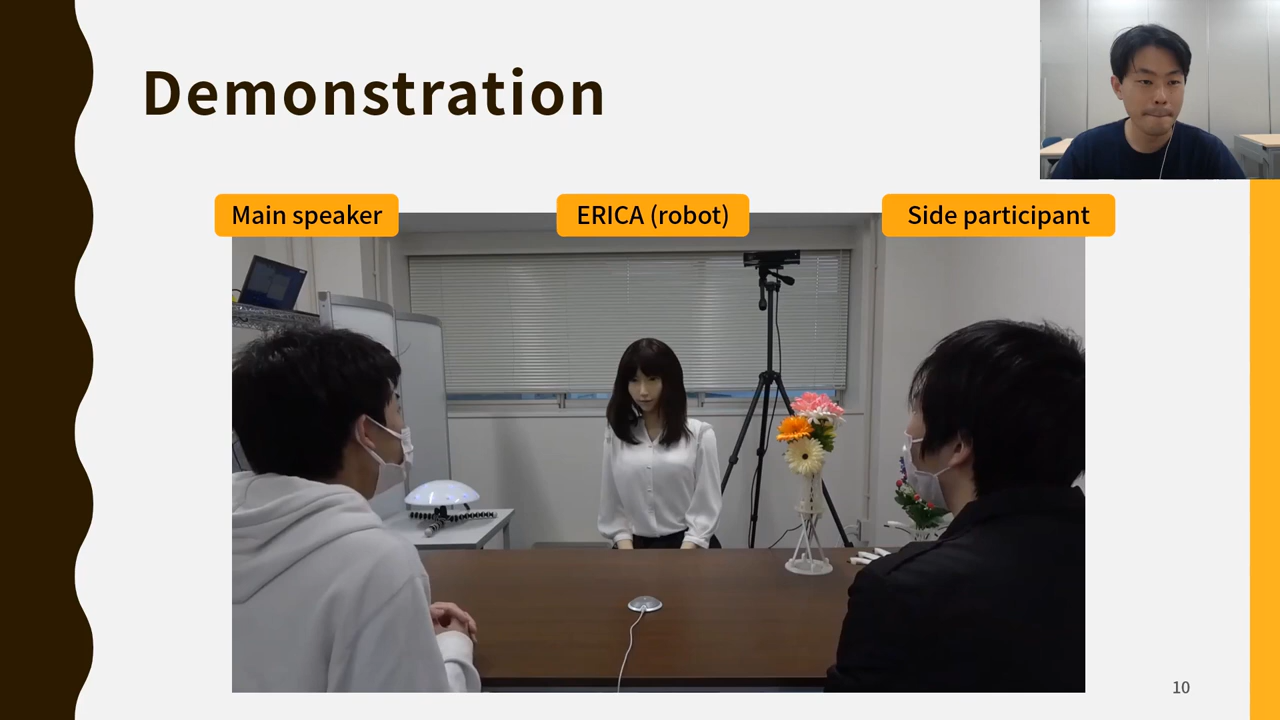 Demonstration
Main speaker
ERICA (robot)
Side participant
10